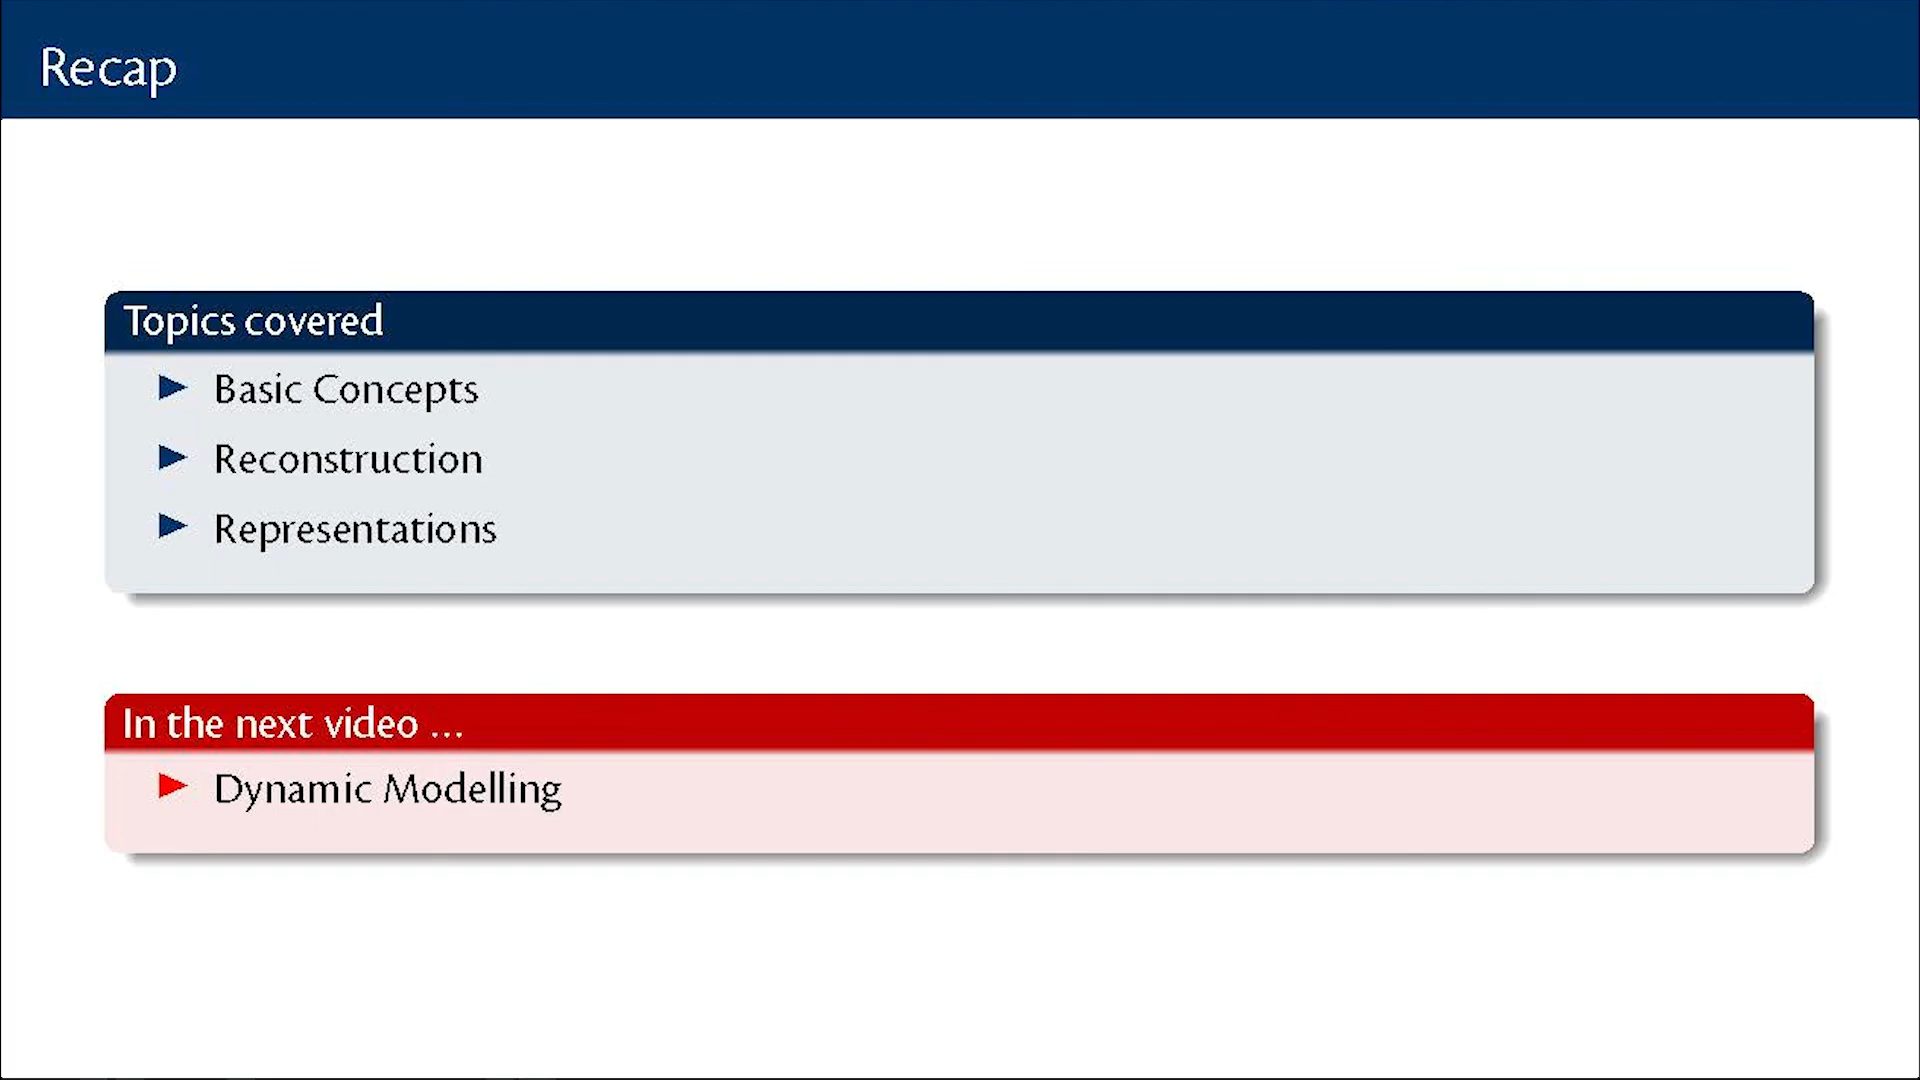 Recap
Topics covered
Basic Concepts
Reconstruction
Representations
In the next video ...
Dynamic Modelling